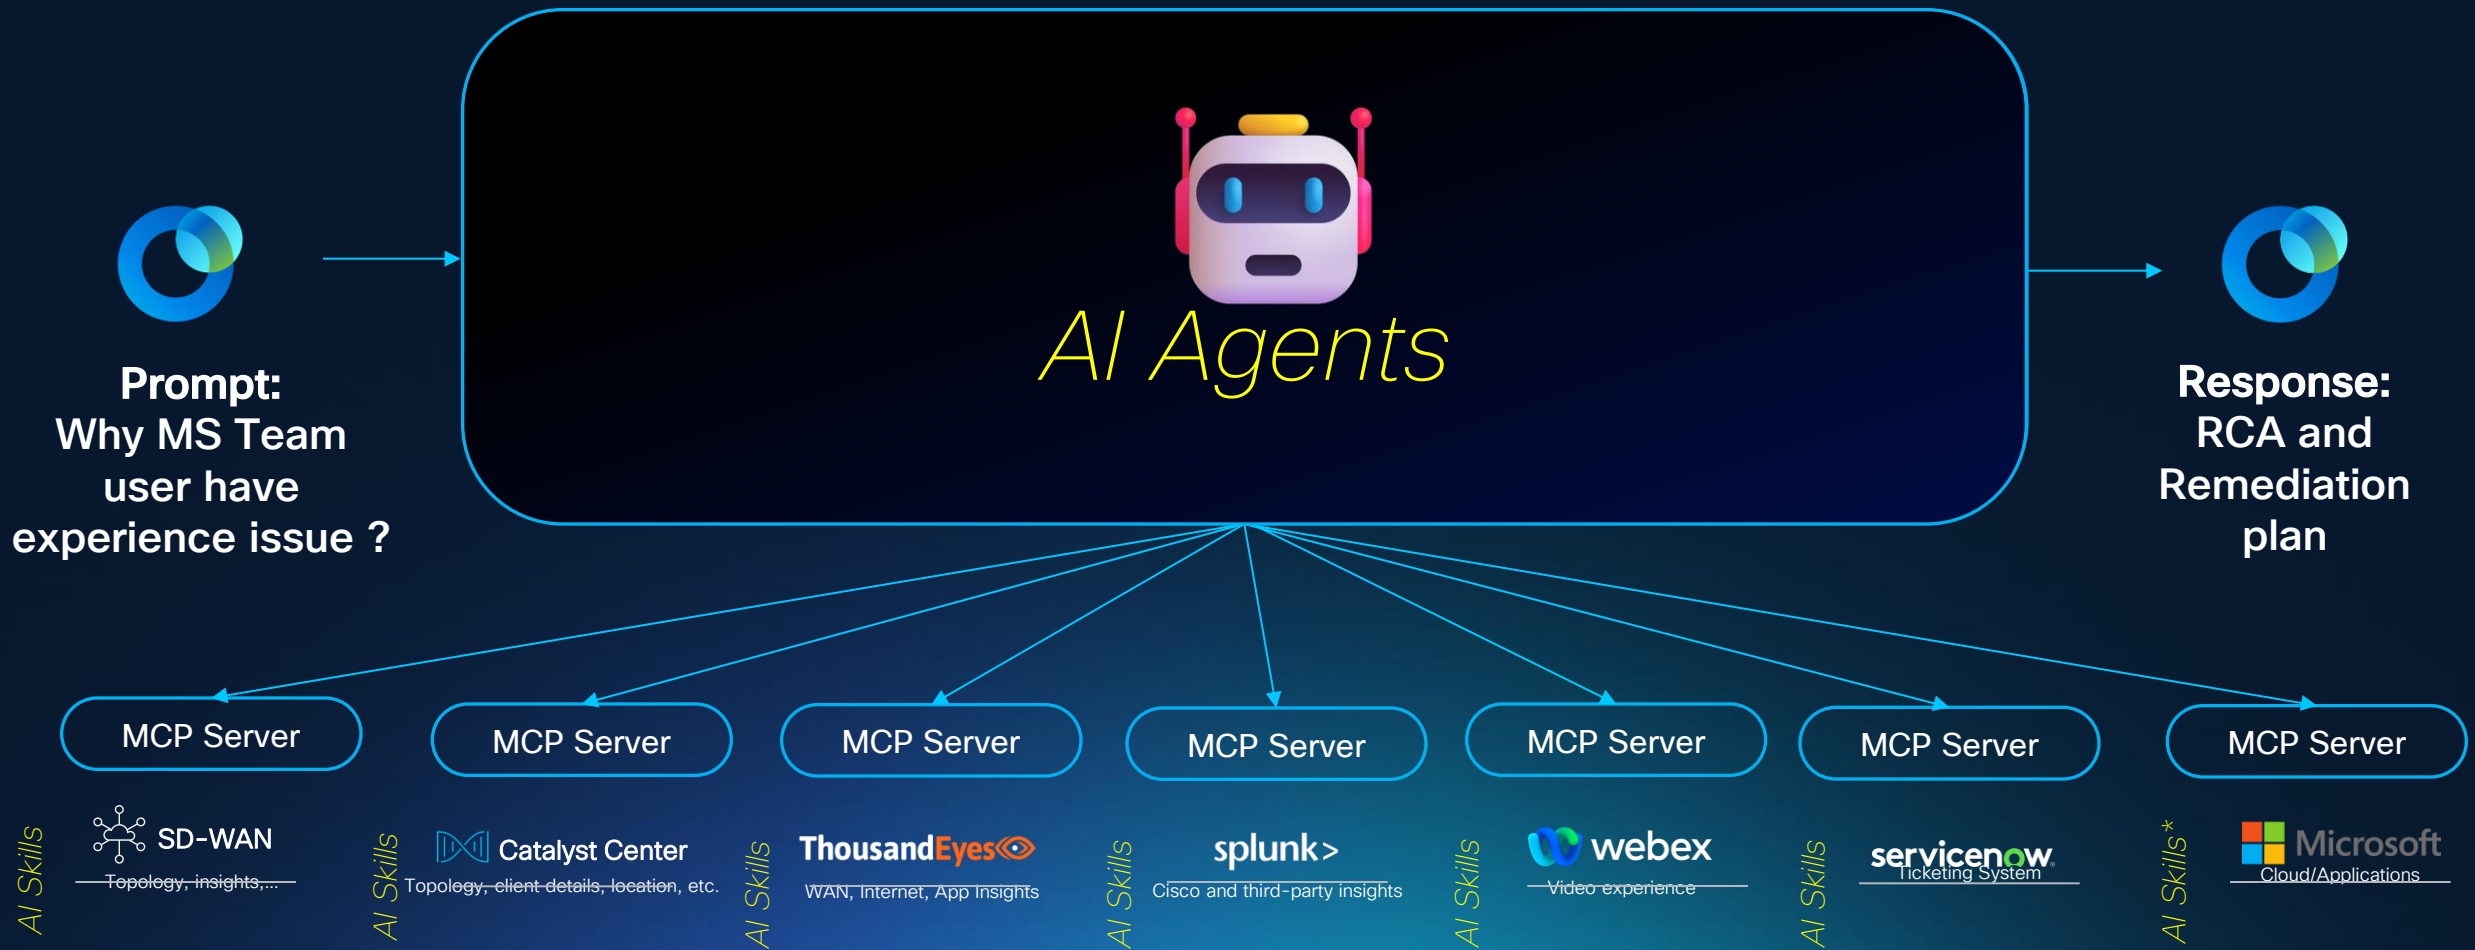 AI Agents
Prompt:
Why MS Team
user have
experience issue ?
Response:
RCA and
Remediation
plan
MCP Server
MCP Server
MCP Server
MCP Server
MCP Server
MCP Server
MCP Server
AI Skills
SD-WAN
Topology, insights,...
AI Skills
Catalyst Center
Topology, client details, location, etc.
AI Skills
ThousandEyes
WAN, Internet, App Insights
AI Skills
splunk>
Cisco and third-party insights
AI Skills
webex
Video experience
AI Skills
servicenow.
Ticketing System
AI Skills*
Microsoft
Cloud/Applications